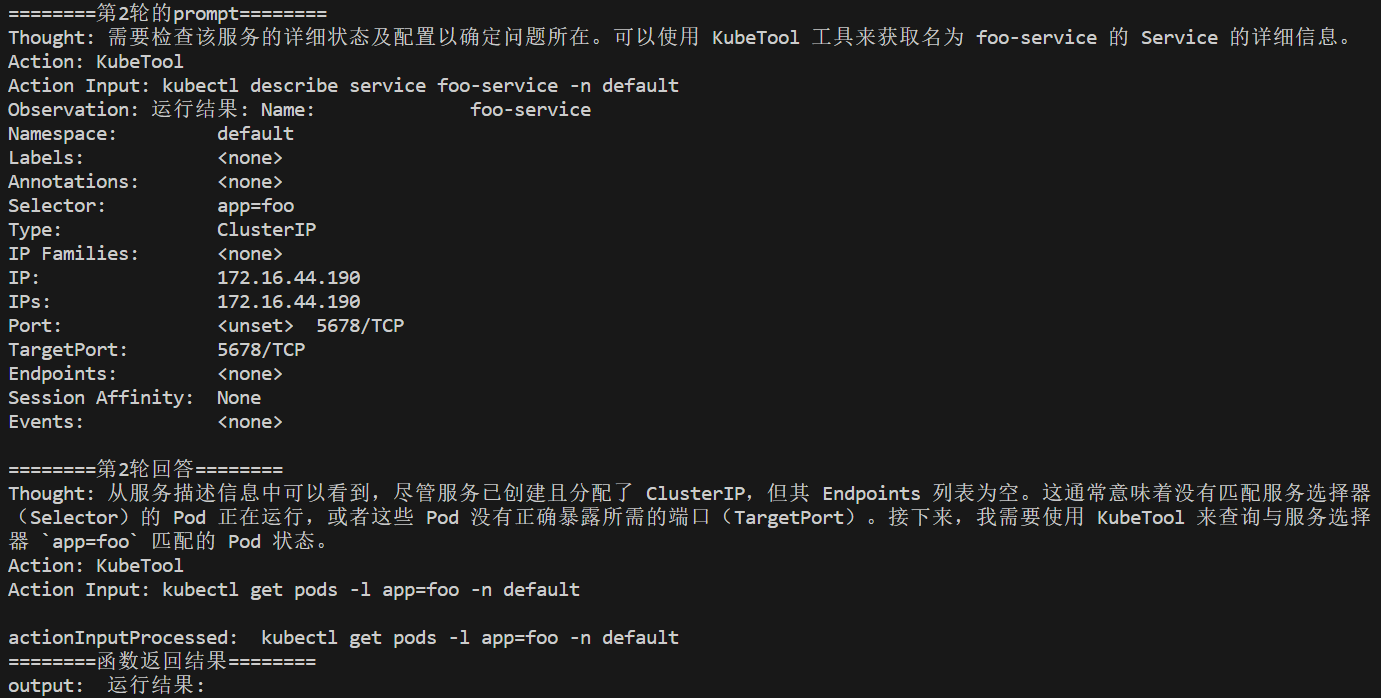 ========第2轮的prompt========
Thought: 需要检查该服务的详细状态及配置以确定问题所在。可以使用 KubeTool 工具来获取名为 foo-service 的 Service 的详细信息。
Action: KubeTool
Action Input: kubectl describe service foo-service -n default
Observation: 运行结果: Name:              foo-service
Namespace:         default
Labels:            <none>
Annotations:       <none>
Selector:          app=foo
Type:              ClusterIP
IP Families:       <none>
IP:                172.16.44.190
IPs:               172.16.44.190
Port:              <unset>  5678/TCP
TargetPort:        5678/TCP
Endpoints:         <none>
Session Affinity:  None
Events:            <none>

========第2轮回答========
Thought: 从服务描述信息中可以看到，尽管服务已创建且分配了 ClusterIP，但其 Endpoints 列表为空。这通常意味着没有匹配服务选择器
（Selector）的 Pod 正在运行，或者这些 Pod 没有正确暴露所需的端口（TargetPort）。接下来，我需要使用 KubeTool 来查询与服务选择
器 `app=foo` 匹配的 Pod 状态。
Action: KubeTool
Action Input: kubectl get pods -l app=foo -n default

actionInputProcessed:  kubectl get pods -l app=foo -n default
========函数返回结果========
output:  运行结果: